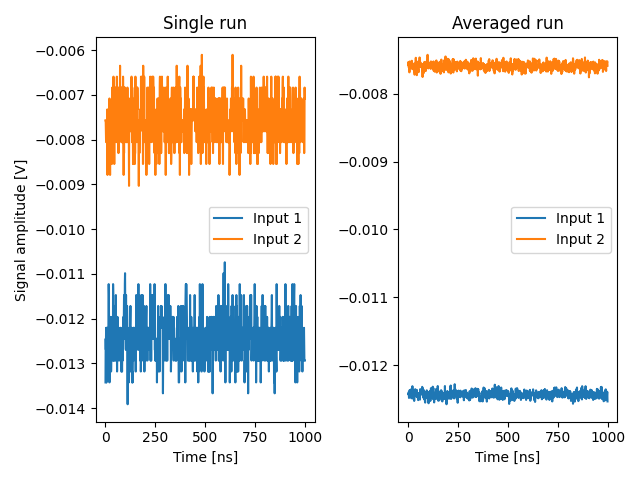 Single run
Averaged run
Signal amplitude [V]
−0.006
−0.007
−0.008
−0.009
−0.010
−0.011
−0.012
−0.013
−0.014
Input 1
Input 2
0
250
500
750
1000
Time [ns]
−0.008
−0.009
−0.010
−0.011
−0.012
Input 1
Input 2
0
250
500
750
1000
Time [ns]